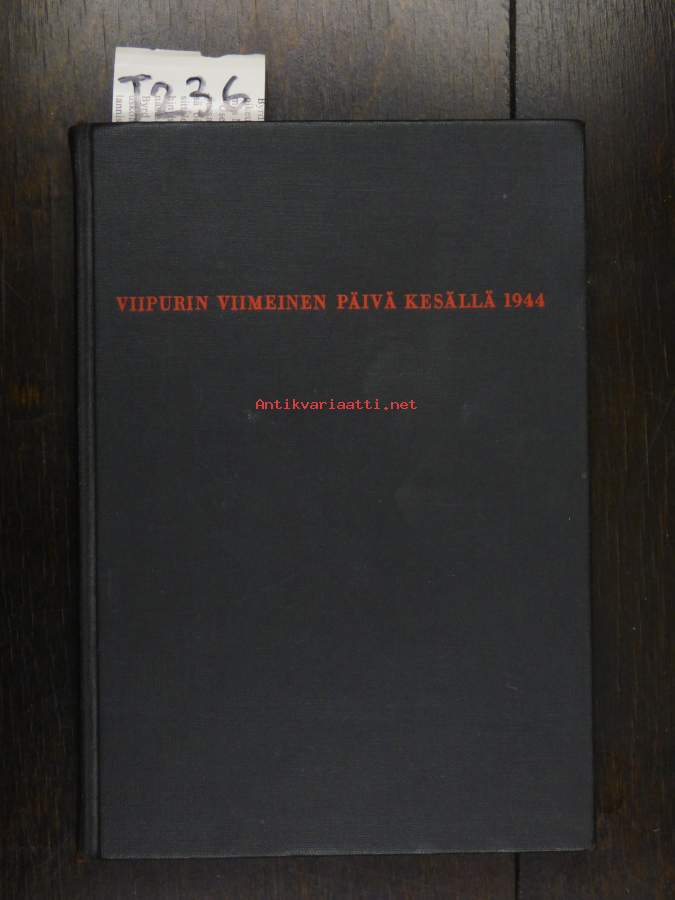 T236
VIIPURIN VIIMEINEN PÄIVÄ KESÄLLÄ 1944
Antikvariaatti.net